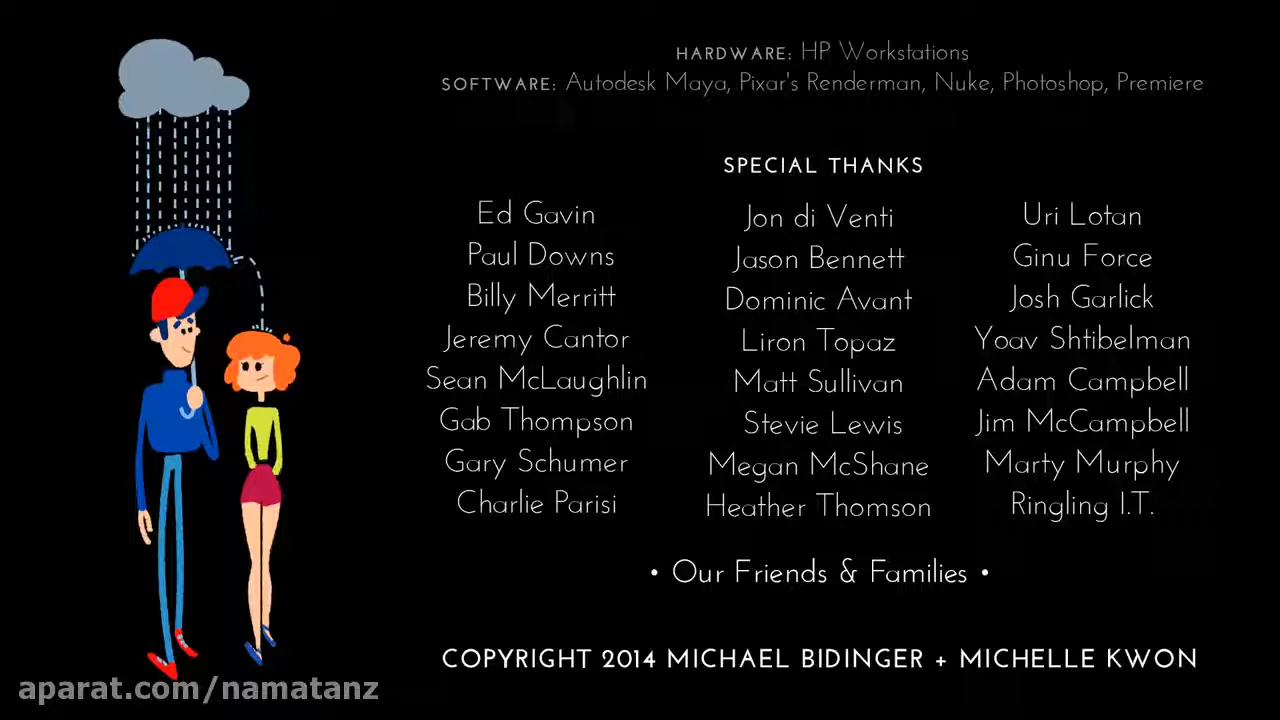 HARDWARE: HP Workstations
SOFTWARE: Autodesk Maya, Pixar's Renderman, Nuke, Photoshop, Premiere
SPECIAL THANKS
Ed Gavin
Paul Downs
Billy Merritt
Jeremy Cantor
Sean McLaughlin
Gab Thompson
Gary Schumer
Charlie Parisi
Jon di Venti
Jason Bennett
Dominic Avant
Liron Topaz
Matt Sullivan
Stevie Lewis
Megan McShane
Heather Thomson
Uri Lotan
Ginu Force
Josh Garlick
Yoav Shtibelman
Adam Campbell
Jim McCampbell
Marty Murphy
Ringling I.T.
• Our Friends & Families •
COPYRIGHT 2014 MICHAEL BIDINGER + MICHELLE KWON
aparat.com/namatanz